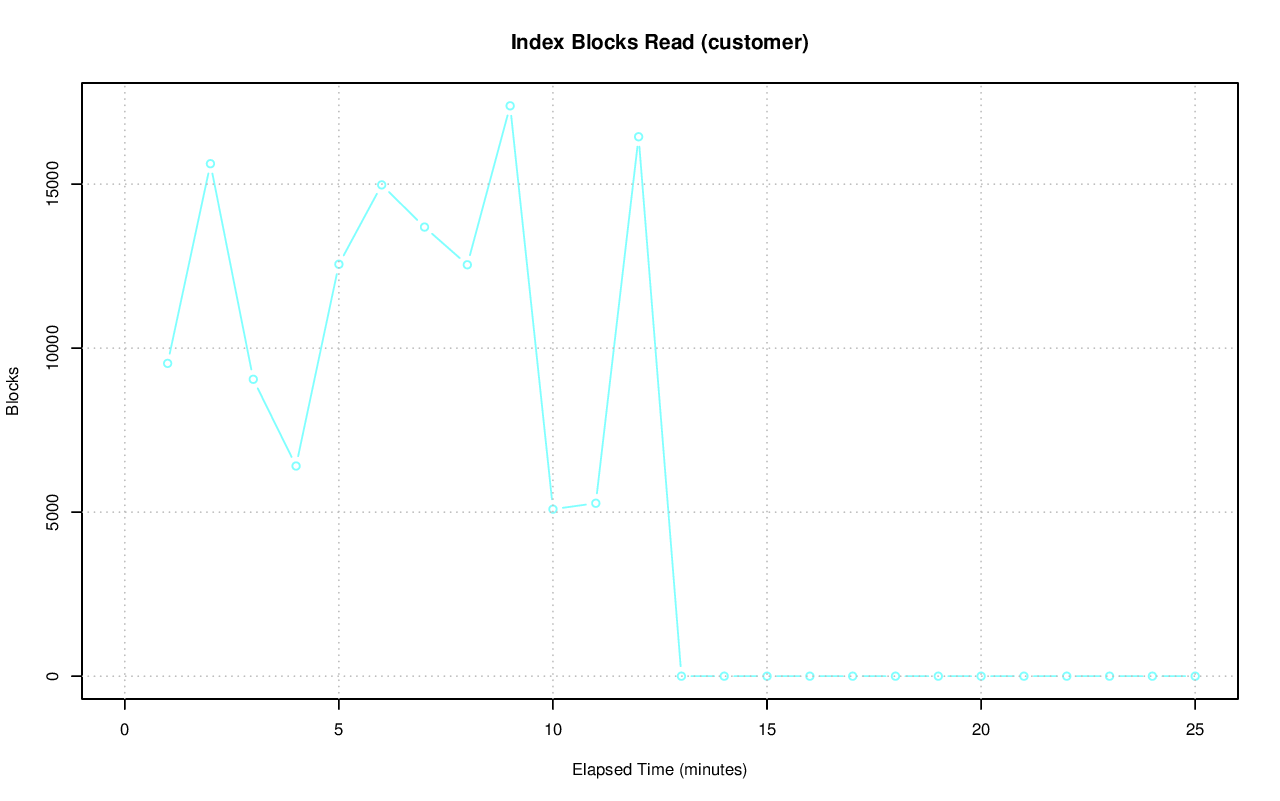 Index Blocks Read (customer)
Blocks
15000
10000
5000
0
0 5 10 15 20 25
Elapsed Time (minutes)